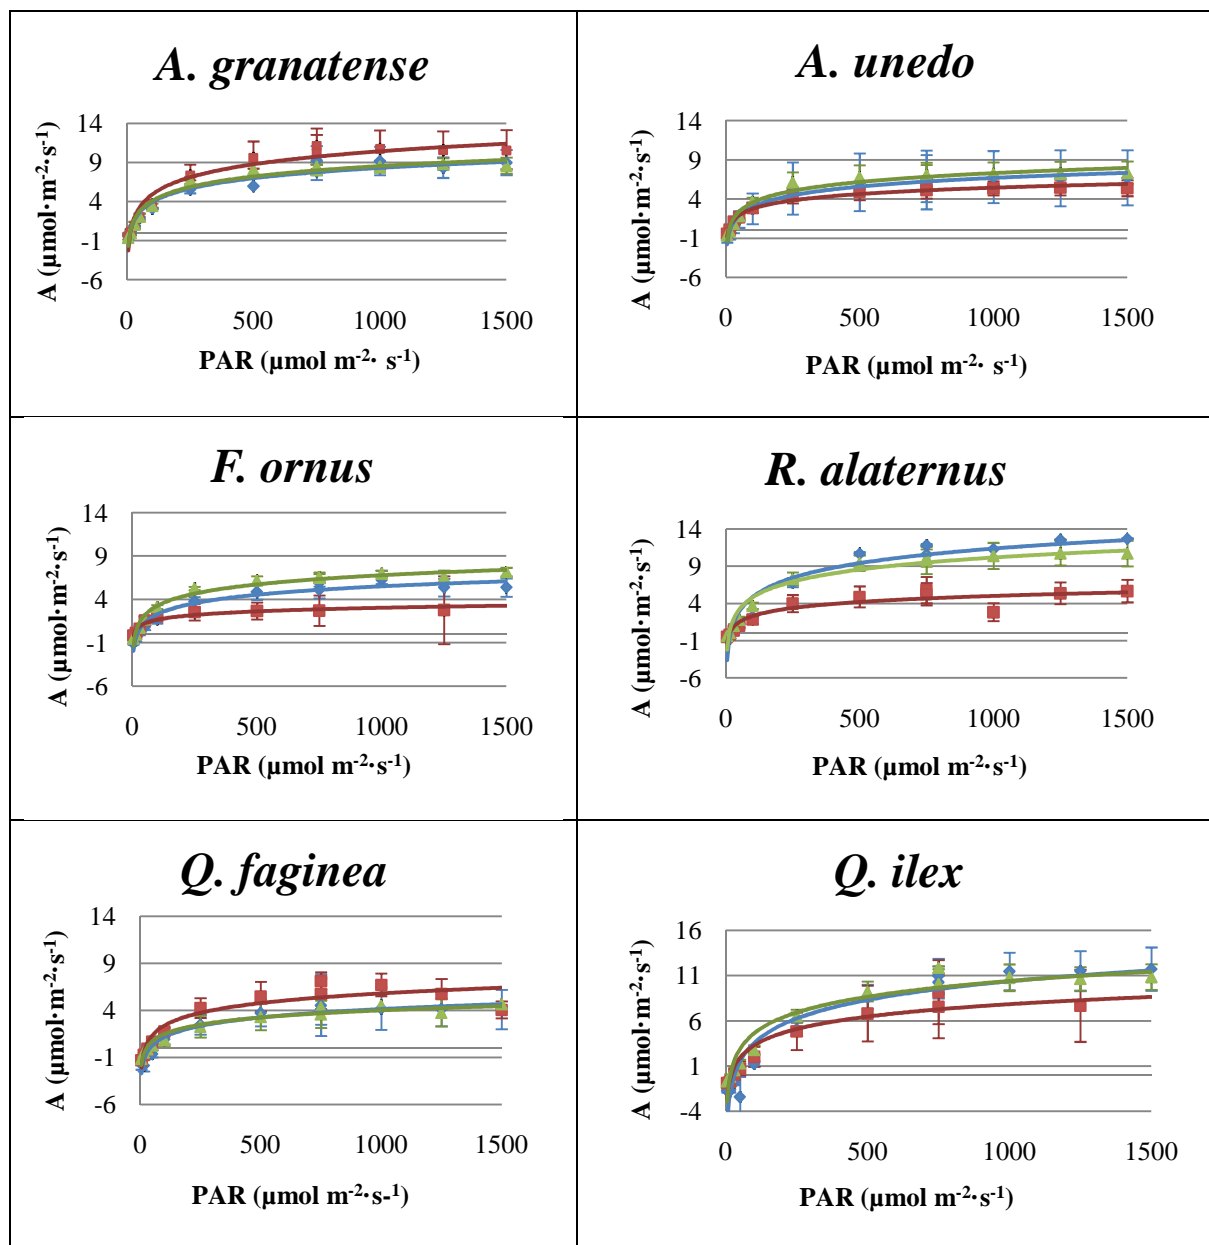 A. granatense
A (µmol·m-2·s-1)
14
9
4
-1
-6
0 500 1000 1500
PAR (µmol m-2· s-1)
A. unedo
A (µmol·m-2·s-1)
14
9
4
-1
-6
0 500 1000 1500
PAR (µmol m-2· s-1)
F. ornus
A (µmol·m-2·s-1)
14
9
4
-1
-6
0 500 1000 1500
PAR (µmol m-2·s-1)
R. alaternus
A (µmol·m-2·s-1)
14
9
4
-1
-6
0 500 1000 1500
PAR (µmol m-2·s-1)
Q. faginea
A (µmol·m-2·s-1)
14
9
4
-1
-6
0 500 1000 1500
PAR (µmol m-2·s-1)
Q. ilex
A (µmol·m-2·s-1)
16
11
6
1
-4
0 500 1000 1500
PAR (µmol m-2·s-1)